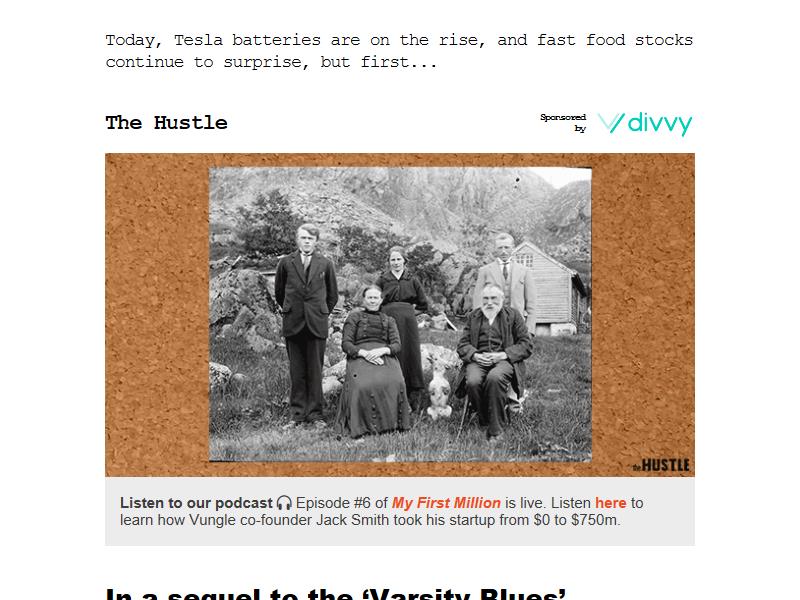 Today, Tesla batteries are on the rise, and fast food stocks
continue to surprise, but first...
The Hustle
Sponsored
by
divvy
the HUSTLE
Listen to our podcast 🎧 Episode #6 of My First Million is live. Listen here to
learn how Vungle co-founder Jack Smith took his startup from $0 to $750m.
In a sequel to the ‘Varsity Blues’